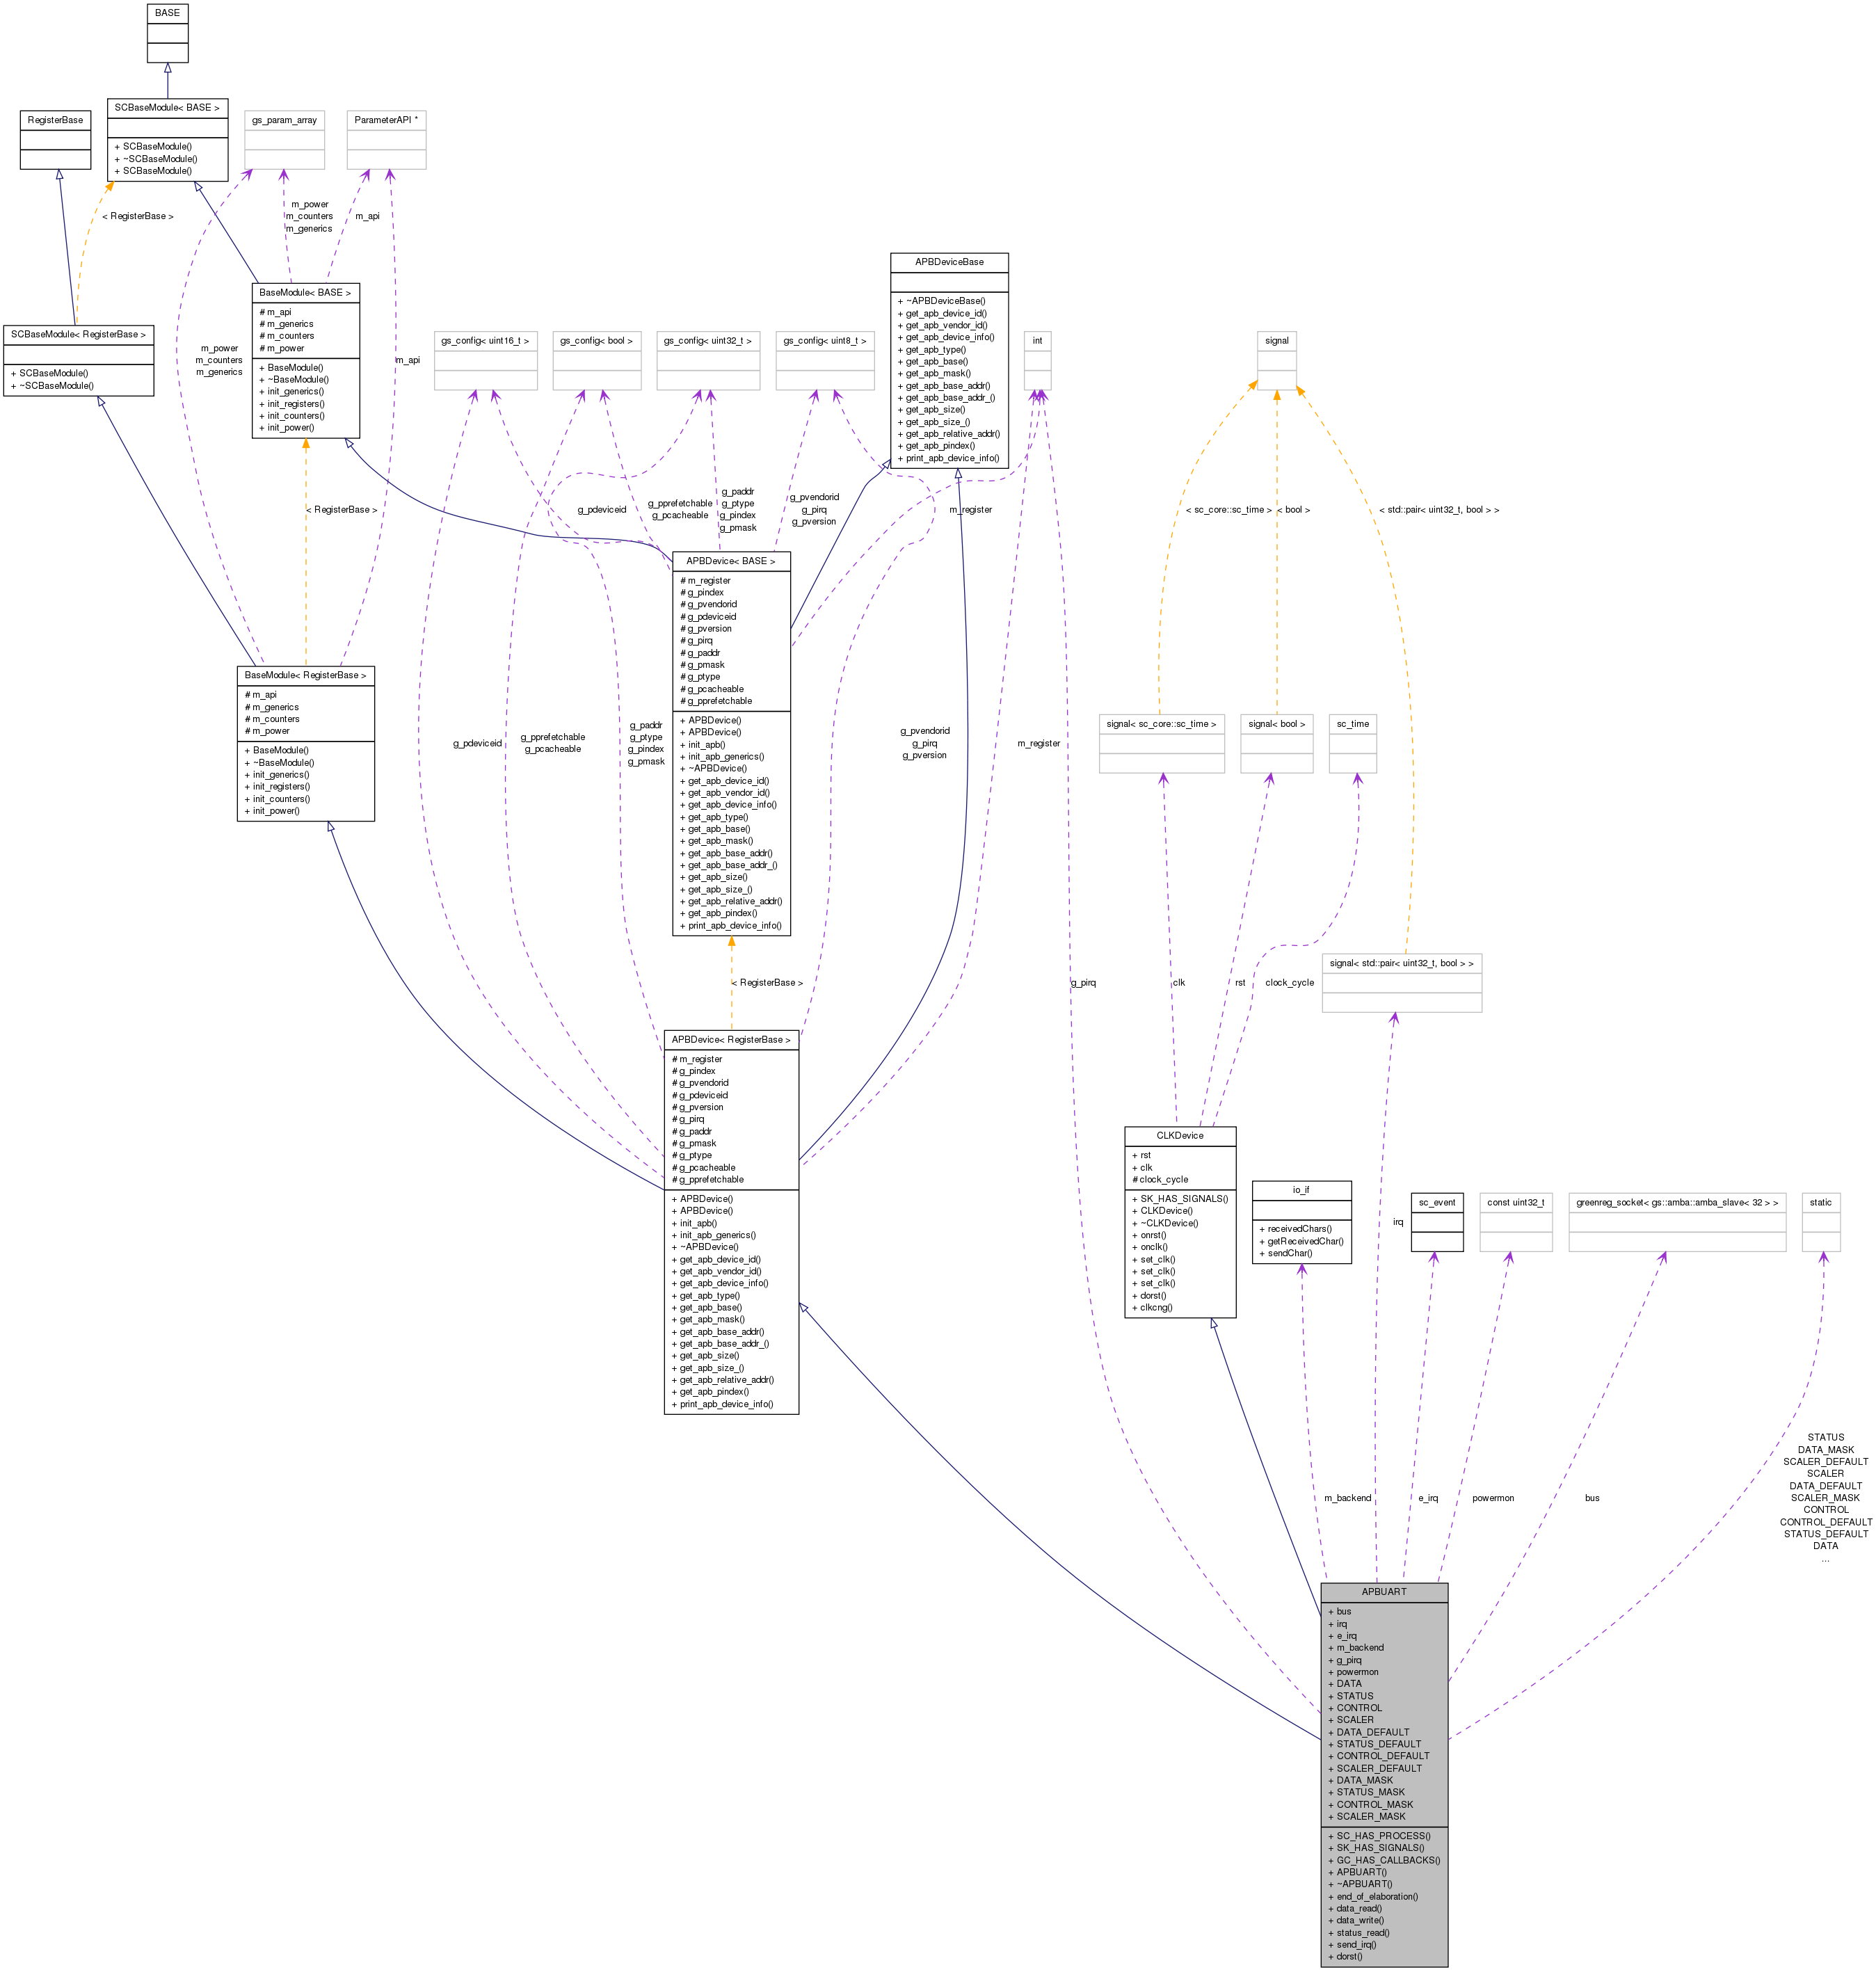 BASE
SCBaseModule< BASE >
+ SCBaseModule()
+ ~SCBaseModule()
+ SCBaseModule()
RegisterBase
gs_param_array
ParameterAPI *
< RegisterBase >
m_power
m_counters
m_generics
m_api
BaseModule< BASE >
# m_api
# m_generics
# m_counters
# m_power
+ BaseModule()
+ ~BaseModule()
+ init_generics()
+ init_registers()
+ init_counters()
+ init_power()
APBDeviceBase
+ ~APBDeviceBase()
+ get_apb_device_id()
+ get_apb_vendor_id()
+ get_apb_device_info()
+ get_apb_type()
+ get_apb_base()
+ get_apb_mask()
+ get_apb_base_addr()
+ get_apb_base_addr_()
+ get_apb_size()
+ get_apb_size_()
+ get_apb_relative_addr()
+ get_apb_pindex()
+ print_apb_device_info()
SCBaseModule< RegisterBase >
+ SCBaseModule()
+ ~SCBaseModule()
m_power
m_counters
m_generics
m_api
gs_config< uint16_t >
gs_config< bool >
gs_config< uint32_t >
gs_config< uint8_t >
int
signal
< RegisterBase >
g_pdeviceid
g_pprefetchable
g_pcacheable
g_paddr
g_ptype
g_pindex
g_pmask
g_pvendorid
g_pirq
g_pversion
m_register
< sc_core::sc_time >
< bool >
< std::pair< uint32_t, bool > >
APBDevice< BASE >
# m_register
# g_pindex
# g_pvendorid
# g_pdeviceid
# g_pversion
# g_pirq
# g_paddr
# g_pmask
# g_ptype
# g_pcacheable
# g_pprefetchable
+ APBDevice()
+ APBDevice()
+ init_apb()
+ init_apb_generics()
+ ~APBDevice()
+ get_apb_device_id()
+ get_apb_vendor_id()
+ get_apb_device_info()
+ get_apb_type()
+ get_apb_base()
+ get_apb_mask()
+ get_apb_base_addr()
+ get_apb_base_addr_()
+ get_apb_size()
+ get_apb_size_()
+ get_apb_relative_addr()
+ get_apb_pindex()
+ print_apb_device_info()
BaseModule< RegisterBase >
# m_api
# m_generics
# m_counters
# m_power
+ BaseModule()
+ ~BaseModule()
+ init_generics()
+ init_registers()
+ init_counters()
+ init_power()
g_pdeviceid
g_pprefetchable
g_pcacheable
g_paddr
g_ptype
g_pindex
g_pmask
g_pvendorid
g_pirq
g_pversion
m_register
signal< sc_core::sc_time >
signal< bool >
sc_time
signal< std::pair< uint32_t, bool > >
< RegisterBase >
g_pirq
clk
rst
clock_cycle
APBDevice< RegisterBase >
# m_register
# g_pindex
# g_pvendorid
# g_pdeviceid
# g_pversion
# g_pirq
# g_paddr
# g_pmask
# g_ptype
# g_pcacheable
# g_pprefetchable
+ APBDevice()
+ APBDevice()
+ init_apb()
+ init_apb_generics()
+ ~APBDevice()
+ get_apb_device_id()
+ get_apb_vendor_id()
+ get_apb_device_info()
+ get_apb_type()
+ get_apb_base()
+ get_apb_mask()
+ get_apb_base_addr()
+ get_apb_base_addr_()
+ get_apb_size()
+ get_apb_size_()
+ get_apb_relative_addr()
+ get_apb_pindex()
+ print_apb_device_info()
CLKDevice
+ rst
+ clk
# clock_cycle
+ SK_HAS_SIGNALS()
+ CLKDevice()
+ ~CLKDevice()
+ onrst()
+ onclk()
+ set_clk()
+ set_clk()
+ set_clk()
+ dorst()
+ clkcng()
io_if
+ receivedChars()
+ getReceivedChar()
+ sendChar()
irq
sc_event
const uint32_t
greenreg_socket< gs::amba::amba_slave< 32 > >
static
m_backend
e_irq
powermon
bus
STATUS
DATA_MASK
SCALER_DEFAULT
SCALER
DATA_DEFAULT
SCALER_MASK
CONTROL
CONTROL_DEFAULT
STATUS_DEFAULT
DATA
...
APBUART
+ bus
+ irq
+ e_irq
+ m_backend
+ g_pirq
+ powermon
+ DATA
+ STATUS
+ CONTROL
+ SCALER
+ DATA_DEFAULT
+ STATUS_DEFAULT
+ CONTROL_DEFAULT
+ SCALER_DEFAULT
+ DATA_MASK
+ STATUS_MASK
+ CONTROL_MASK
+ SCALER_MASK
+ SC_HAS_PROCESS()
+ SK_HAS_SIGNALS()
+ GC_HAS_CALLBACKS()
+ APBUART()
+ ~APBUART()
+ end_of_elaboration()
+ data_read()
+ data_write()
+ status_read()
+ send_irq()
+ dorst()